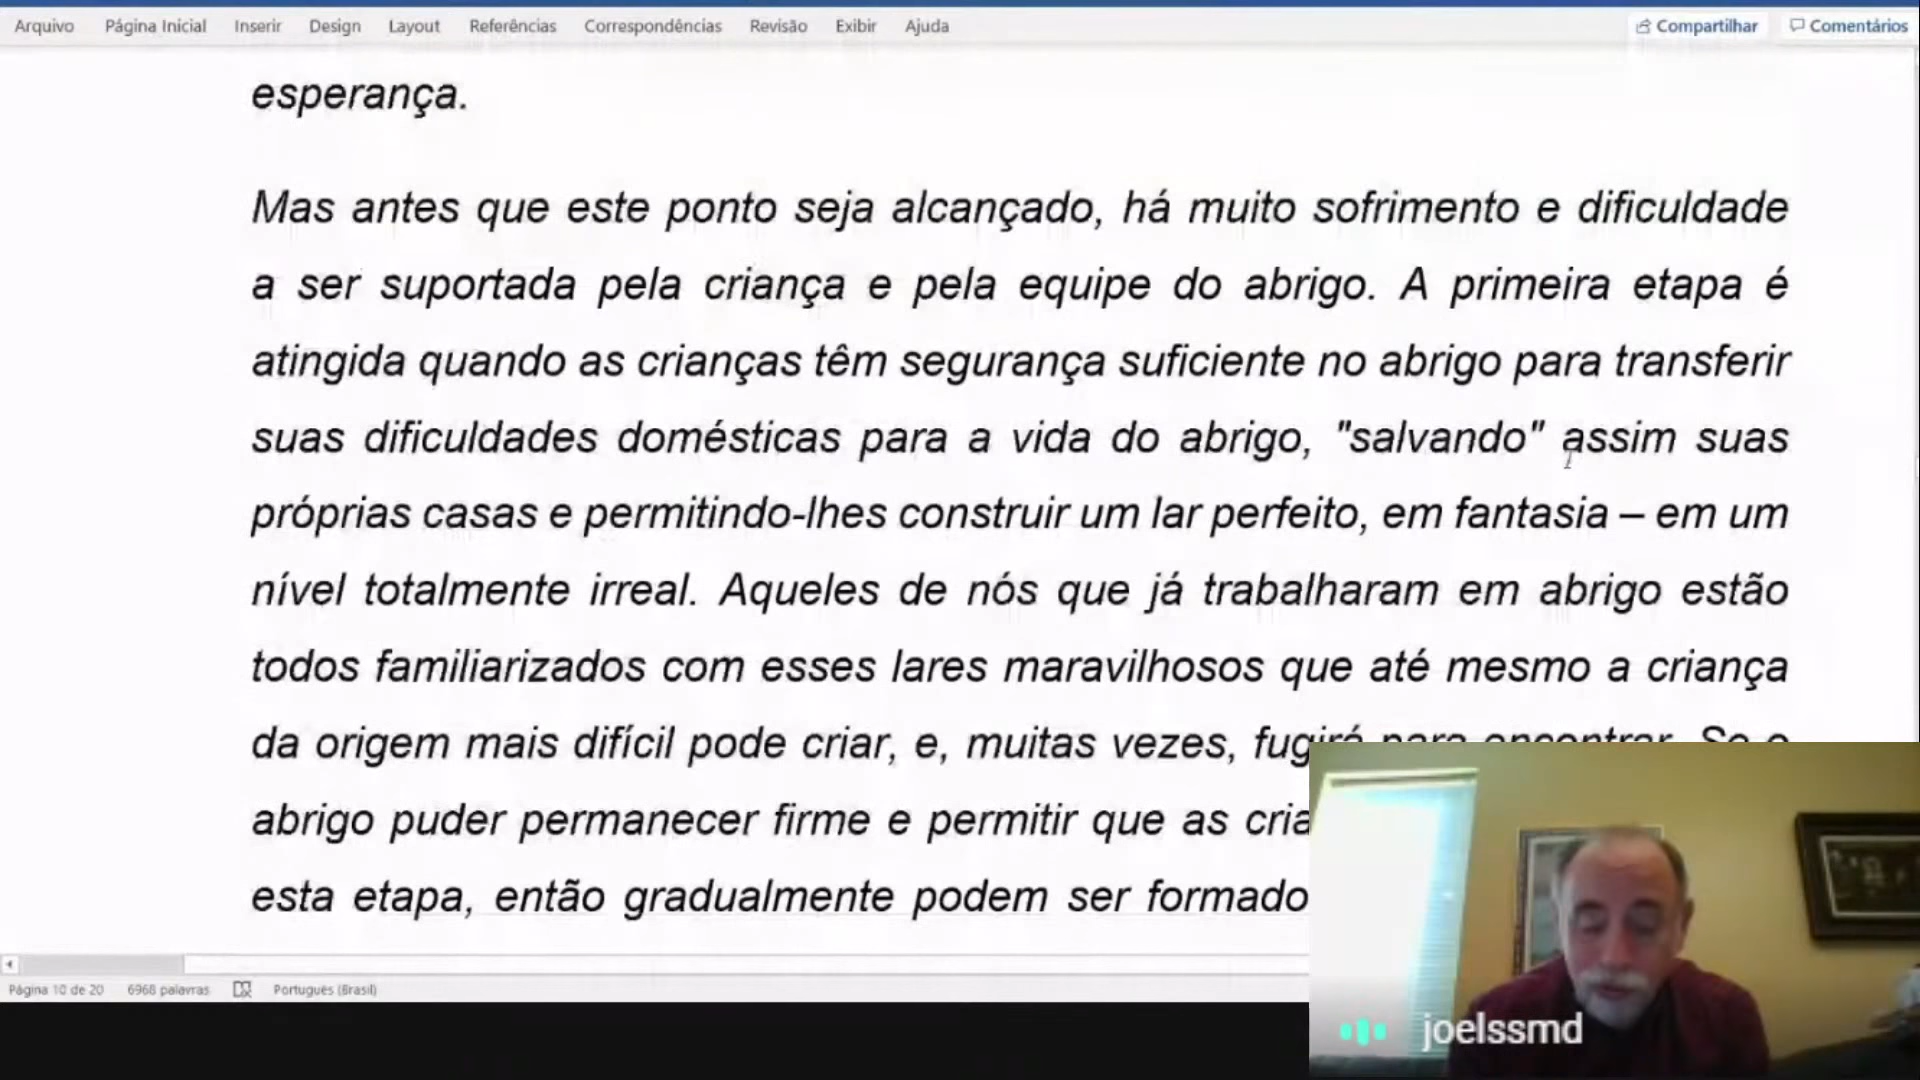 Arquivo Página Inicial Inserir Design Layout Referências Correspondências Revisão Exibir Ajuda Compartilhar Comentários
esperança.
Mas antes que este ponto seja alcançado, há muito sofrimento e dificuldade
a ser suportada pela criança e pela equipe do abrigo. A primeira etapa é
atingida quando as crianças têm segurança suficiente no abrigo para transferir
suas dificuldades domésticas para a vida do abrigo, "salvando" assim suas
próprias casas e permitindo-lhes construir um lar perfeito, em fantasia – em um
nível totalmente irreal. Aqueles de nós que já trabalharam em abrigo estão
todos familiarizados com esses lares maravilhosos que até mesmo a criança
da origem mais difícil pode criar, e, muitas vezes, fugirá para encontrar. Se o
abrigo puder permanecer firme e permitir que as cria
esta etapa, então gradualmente podem ser formado
Página 10 de 20 6968 palavras Português (Brasil)
joelssmd